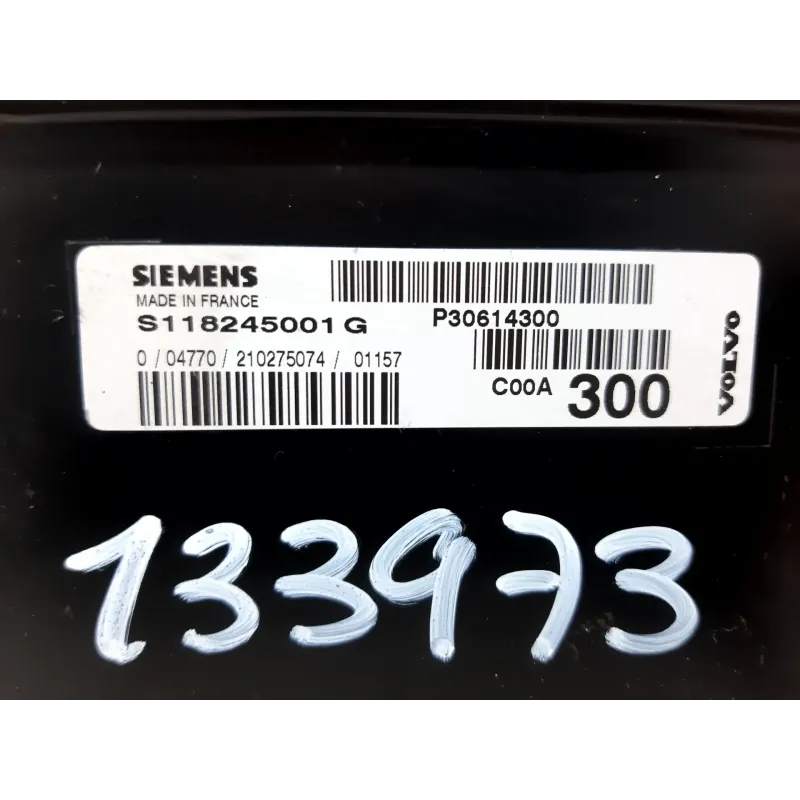 SIEMENS
MADE IN FRANCE
S118245001 G
0 / 04770 / 210275074 / 01157
P30614300
C00A 300
VOLVO
133973